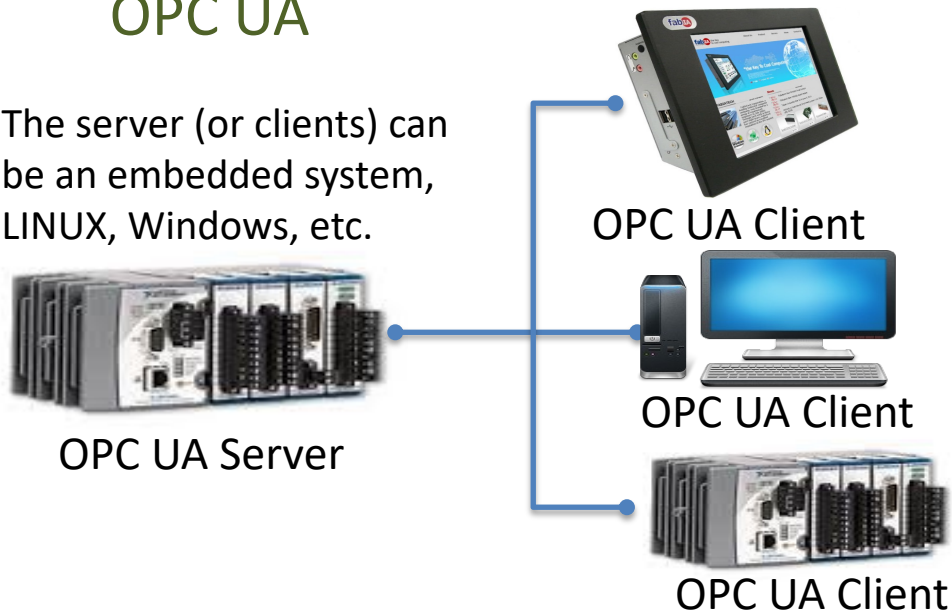 OPC UA
The server (or clients) can
be an embedded system,
LINUX, Windows, etc.
OPC UA Server
fab
OPC UA Client
OPC UA Client
OPC UA Client